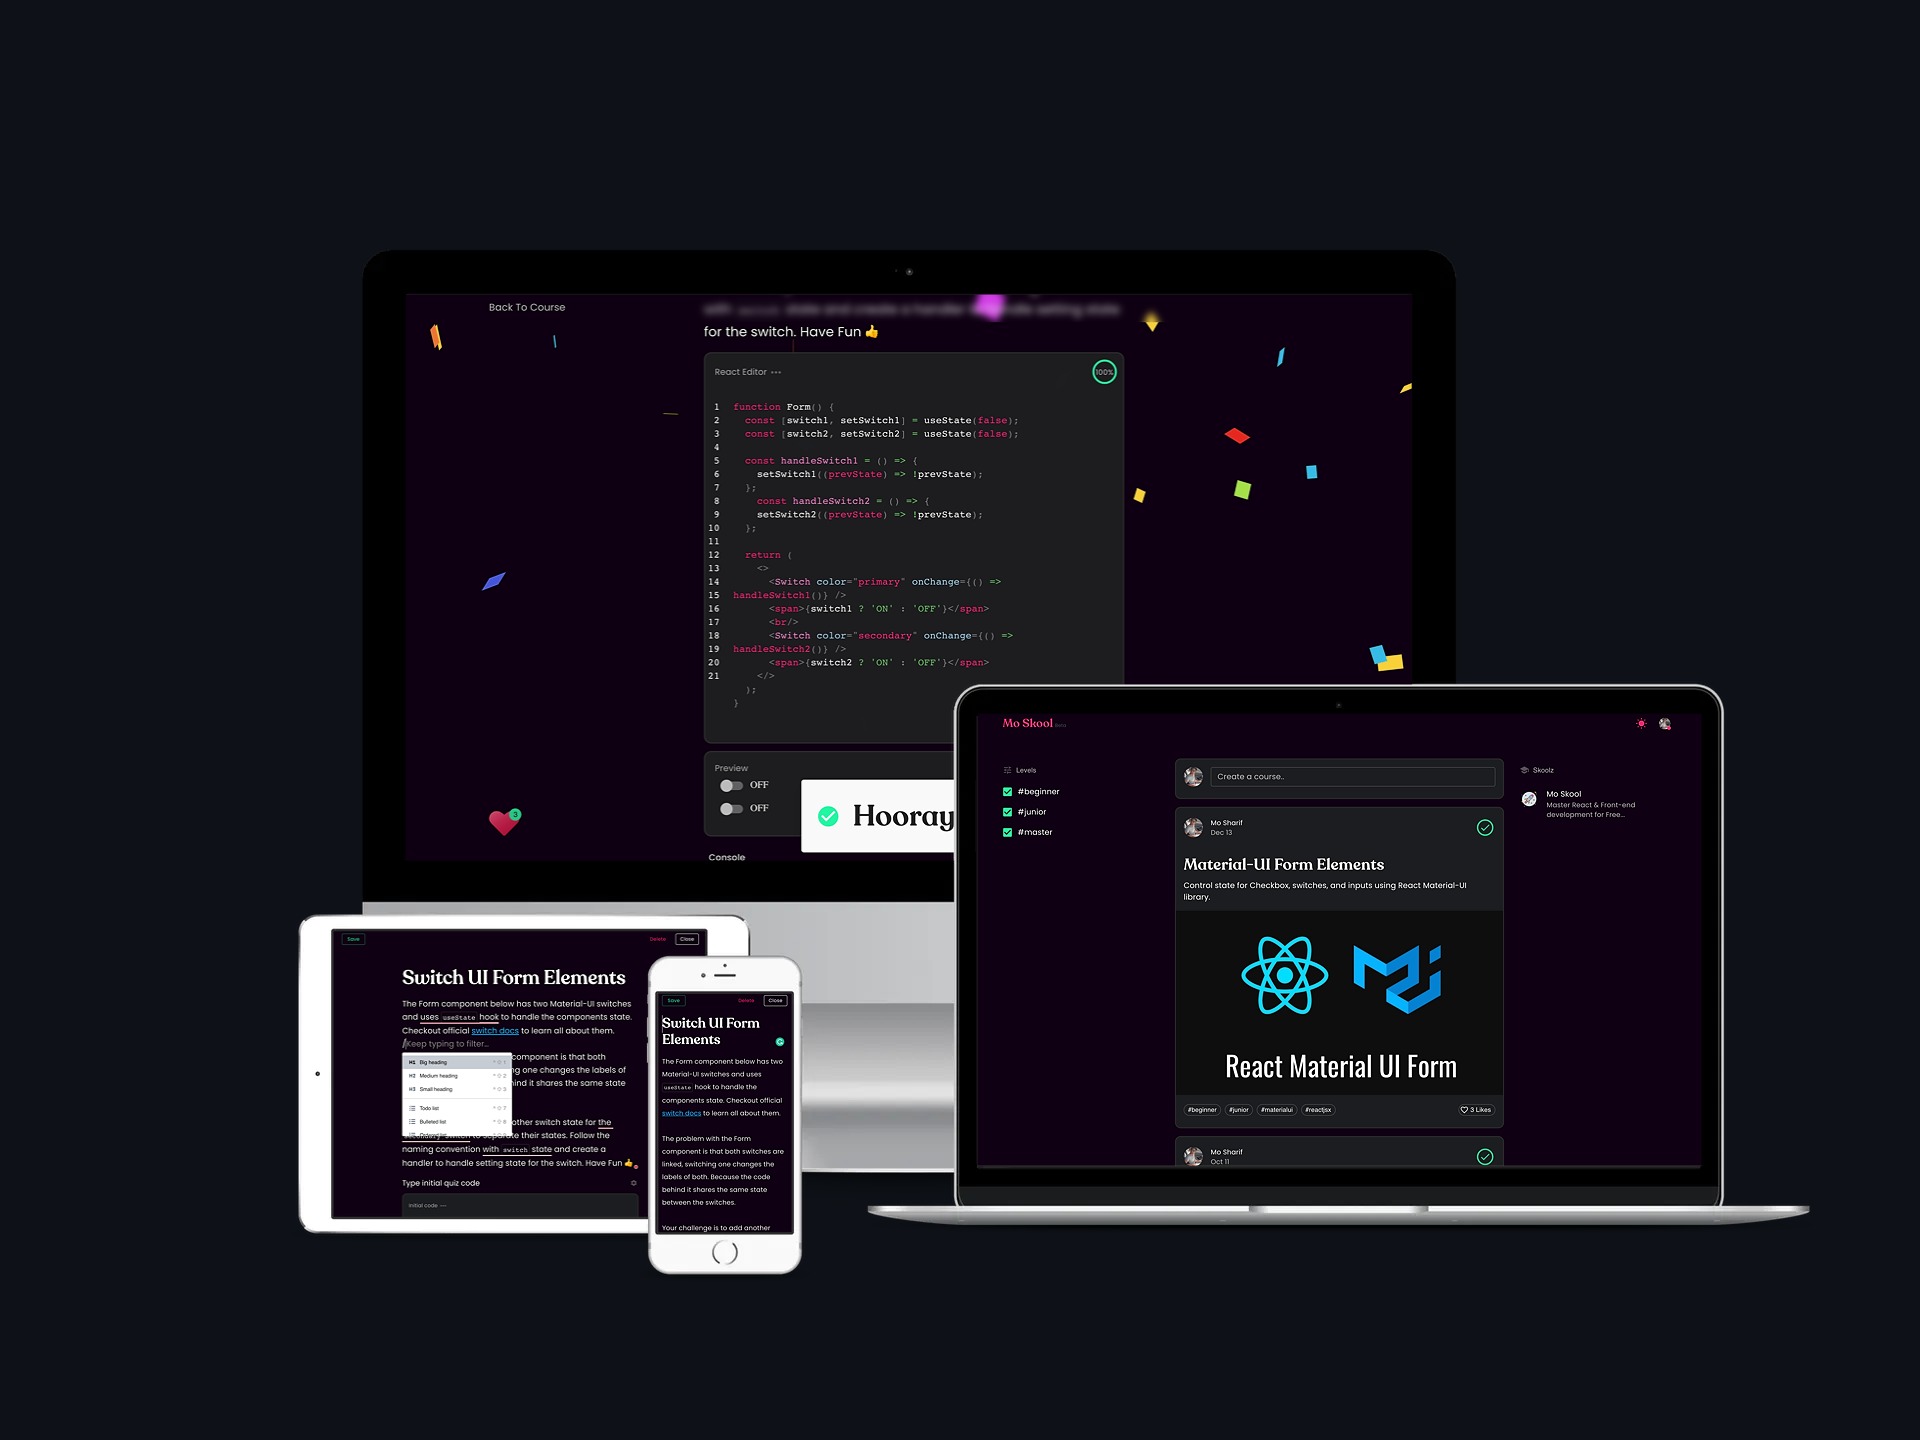 Back To Course
for the switch. Have Fun 👍
React Editor •••
100%
1 function Form() {
2 const [switch1, setSwitch1] = useState(false);
3 const [switch2, setSwitch2] = useState(false);
4
5 const handleSwitch1 = () => {
6 setSwitch1((prevState) => !prevState);
7 };
8 const handleSwitch2 = () => {
9 setSwitch2((prevState) => !prevState);
10 };
11
12 return (
13 <>
14 <Switch color="primary" onChange={() =>
15 handleSwitch1()} />
16 <span>{switch1 ? 'ON' : 'OFF'}</span>
17 <br/>
18 <Switch color="secondary" onChange={() =>
19 handleSwitch2()} />
20 <span>{switch2 ? 'ON' : 'OFF'}</span>
21 </>
);
}
Preview
OFF
OFF
3
Hooray
Console
Mo Skool
Levels
#beginner
#junior
#master
Create a course..
Mo Sharif
Dec 13
Material-UI Form Elements
Control state for Checkbox, switches, and inputs using React Material-UI
library.
React Material UI Form
#beginner #junior #materialui #reactjsx
3 Likes
Mo Sharif
Oct 11
Skoolz
Mo Skool
Master React & Front-end
development for Free...
Save
Delete
Close
Switch UI Form Elements
The Form component below has two Material-UI switches
and uses useState hook to handle the components state.
Checkout official switch docs to learn all about them.
/Keep typing to filter...
component is that both
ng one changes the labels of
hind it shares the same state
H1 Big heading
H2 Medium heading
H3 Small heading
Todo list
Bulleted list
other switch state for the
switch to separate their states. Follow the
naming convention with switch state and create a
handler to handle setting state for the switch. Have Fun 👍
Type initial quiz code
initial code —
Save
Delete
Close
Switch UI Form
Elements
The Form component below has two
Material-UI switches and uses
useState hook to handle the
components state. Checkout official
switch docs to learn all about them.
The problem with the Form
component is that both switches are
linked, switching one changes the
labels of both. Because the code
behind it shares the same state
between the switches.
Your challenge is to add another